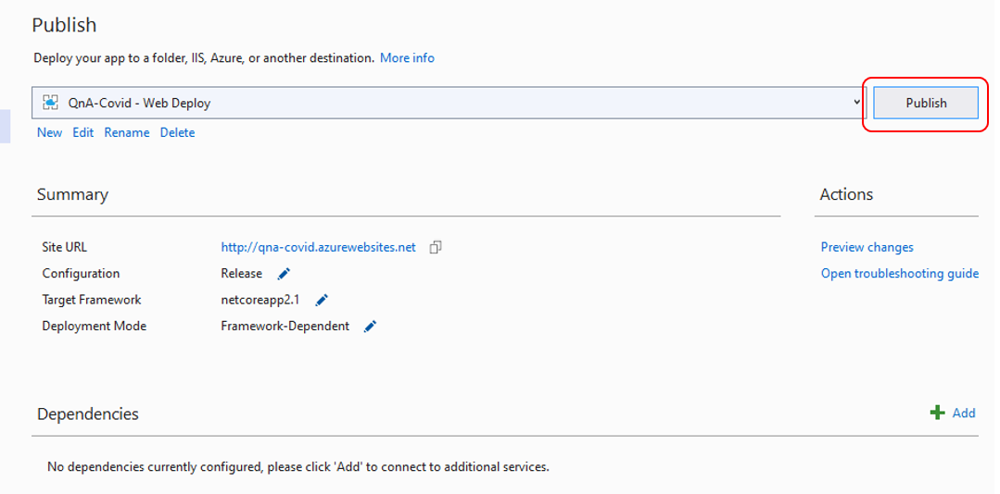 Publish
Deploy your app to a folder, IIS, Azure, or another destination. More info
QnA-Covid - Web Deploy
Publish
New Edit Rename Delete
Summary
Actions
Site URL http://qna-covid.azurewebsites.net
Preview changes
Configuration Release
Open troubleshooting guide
Target Framework netcoreapp2.1
Deployment Mode Framework-Dependent
Dependencies
Add
No dependencies currently configured, please click 'Add' to connect to additional services.